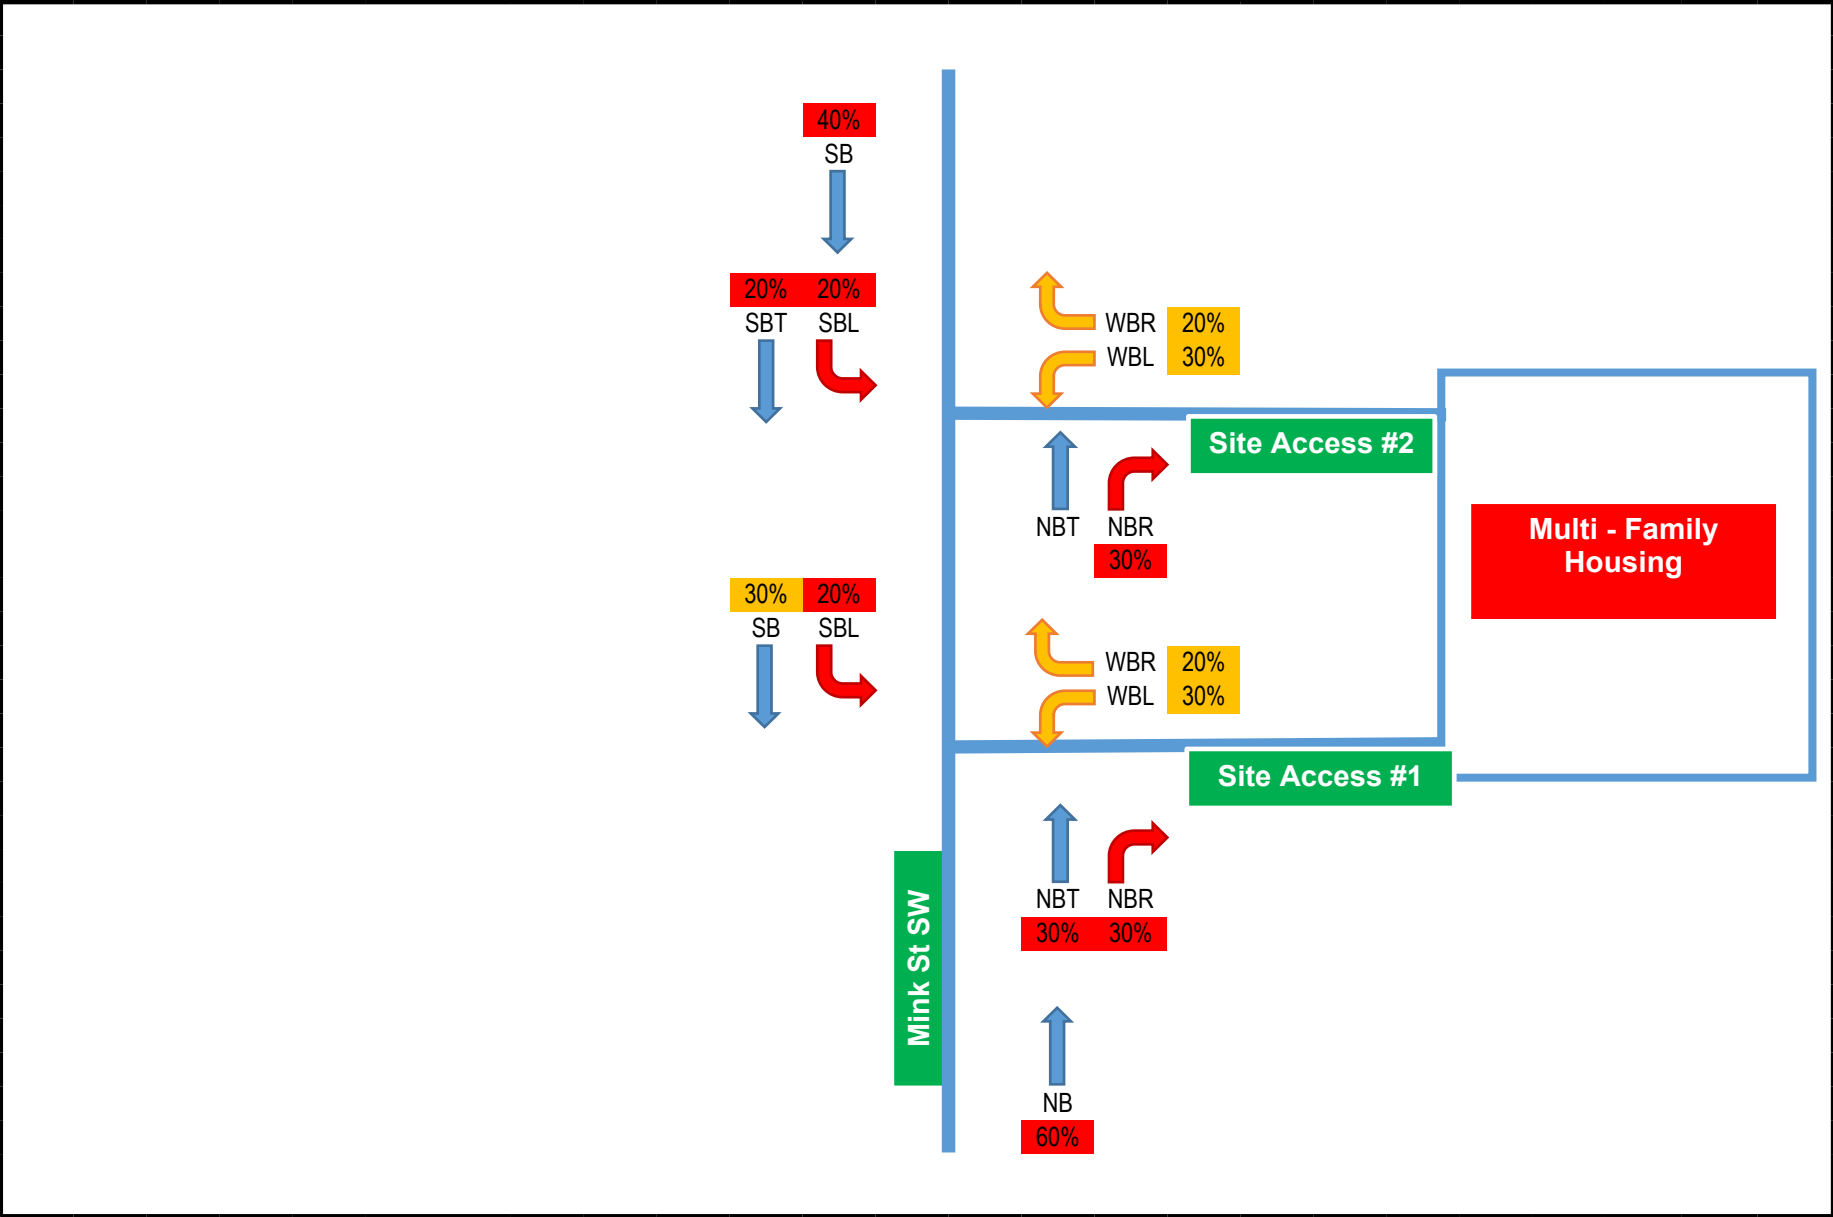 40%
SB
20% 20%
SBT SBL
WBR 20%
WBL 30%
Site Access #2
NBT NBR
30%
Multi - Family
Housing
30% 20%
SB SBL
WBR 20%
WBL 30%
Site Access #1
Mink St SW
NBT NBR
30% 30%
NB
60%